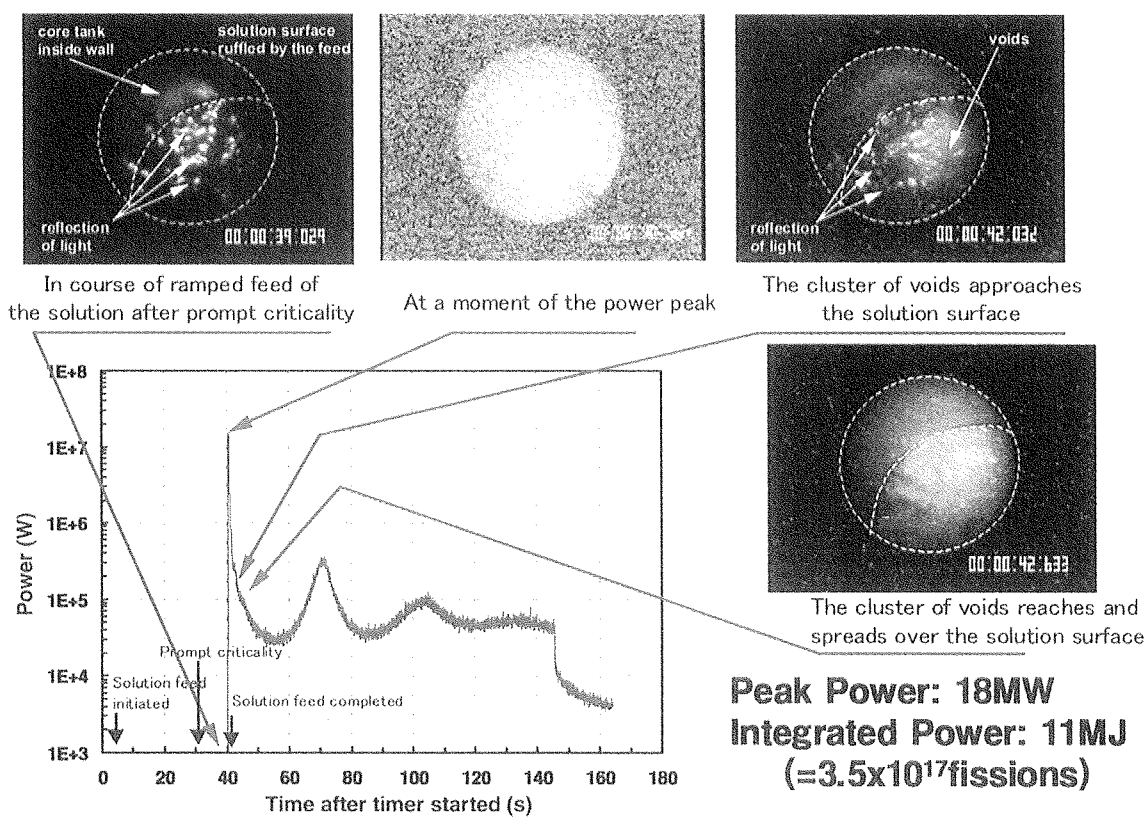 core tank
inside wall
solution surface
ruffled by the feed
reflection
of light
00:00:39:029
voids
reflection
of light
00:00:42:032
In course of ramped feed of
the solution after prompt criticality
At a moment of the power peak
The cluster of voids approaches
the solution surface
00:00:42:633
The cluster of voids reaches and
spreads over the solution surface
1E+8
1E+7
1E+6
1E+5
1E+4
1E+3
Power (W)
Prompt criticality
Solution feed
initiated
Solution feed completed
0 20 40 60 80 100 120 140 160 180
Time after timer started (s)
Peak Power: 18MW
Integrated Power: 11MJ
(=3.5x10¹⁷fissions)